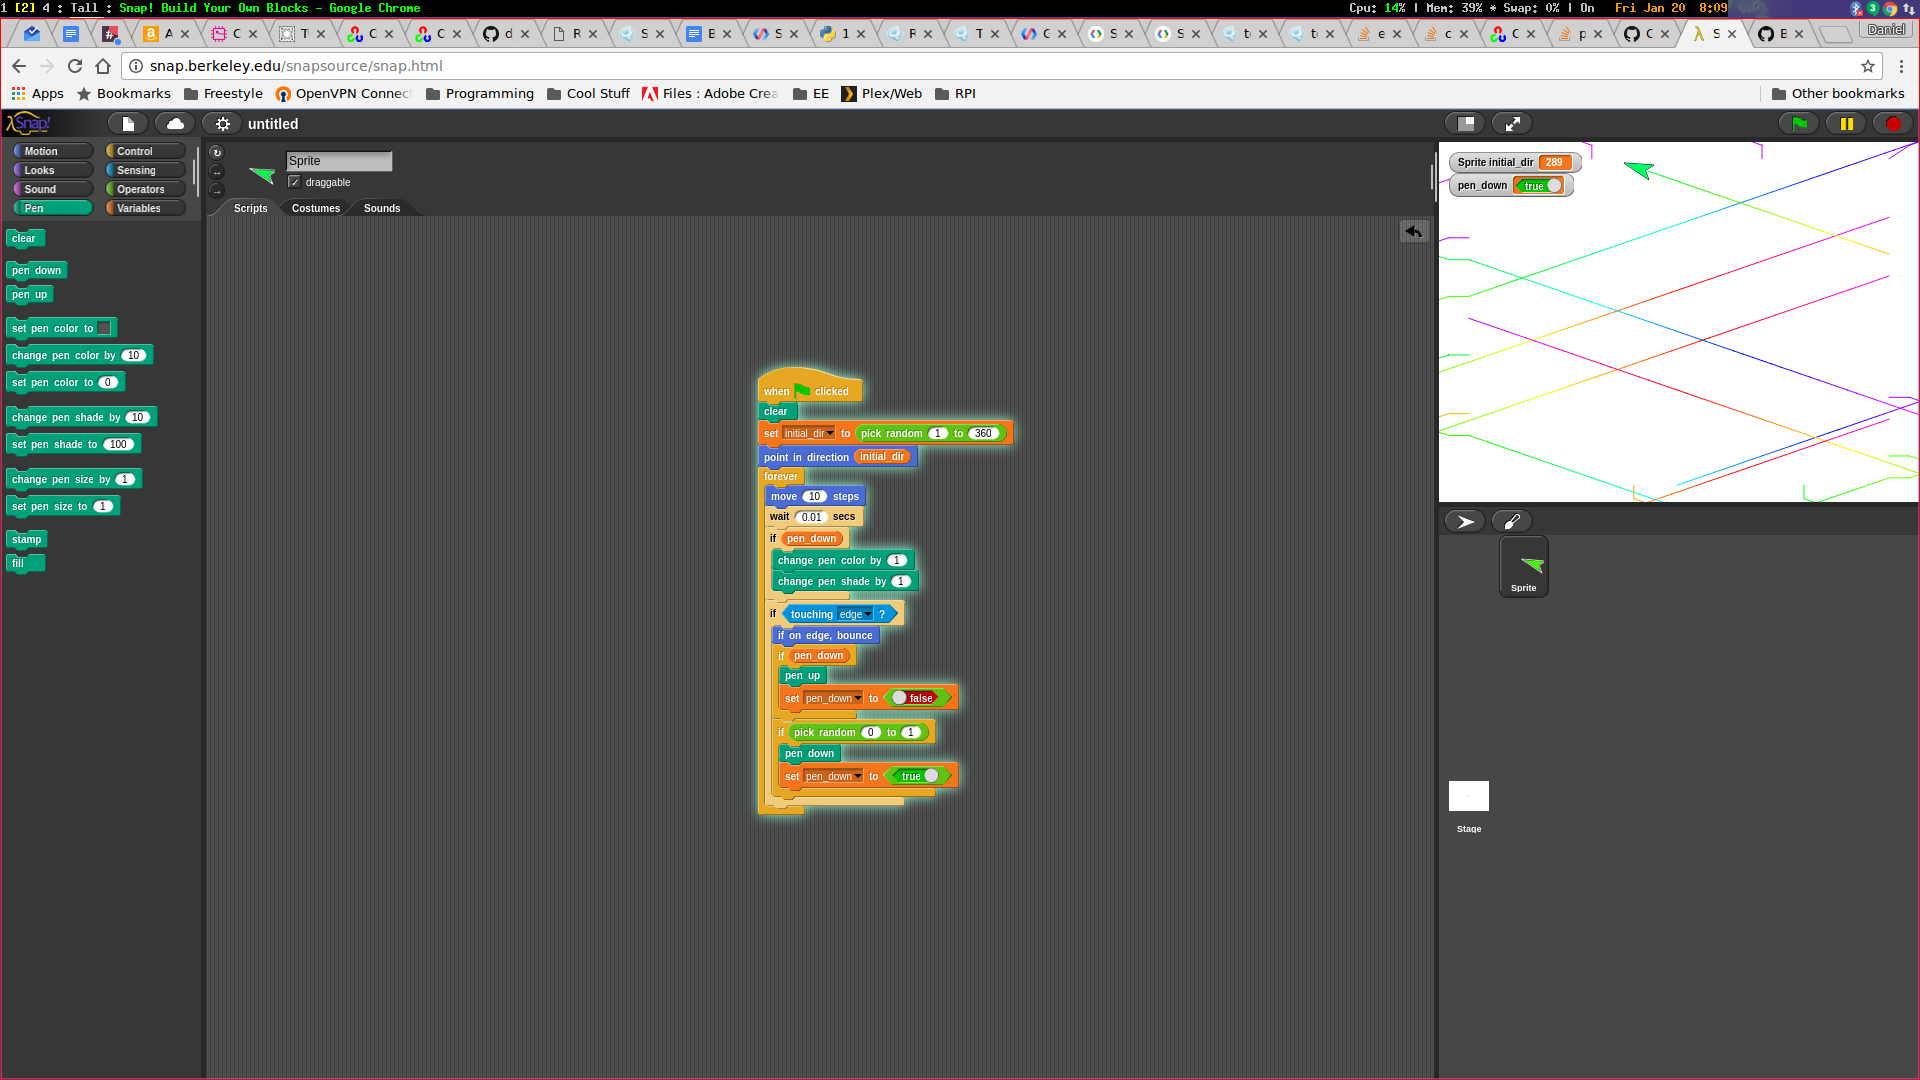 1 [2] 4 : Tall : Snap! Build Your Own Blocks - Google Chrome
Cpu: 14% | Mem: 39% * Swap: 0% | On Fri Jan 20 8:09
Daniel
snap.berkeley.edu/snapsource/snap.html
Apps Bookmarks Freestyle OpenVPN Connec Programming Cool Stuff Files : Adobe Crea EE Plex/Web RPI Other bookmarks
Snap! untitled
Motion Control
Looks Sensing
Sound Operators
Pen Variables
Sprite
draggable
Scripts Costumes Sounds
clear
pen down
pen up
set pen color to
change pen color by 10
set pen color to 0
change pen shade by 10
set pen shade to 100
change pen size by 1
set pen size to 1
stamp
fill
when clicked
clear
set initial_dir to pick random 1 to 360
point in direction initial_dir
forever
move 10 steps
wait 0.01 secs
if pen_down
change pen color by 1
change pen shade by 1
if touching edge ?
if on edge, bounce
if pen_down
pen up
set pen_down to false
if pick random 0 to 1
pen down
set pen_down to true
Sprite initial_dir 289
pen_down true
Sprite
Stage